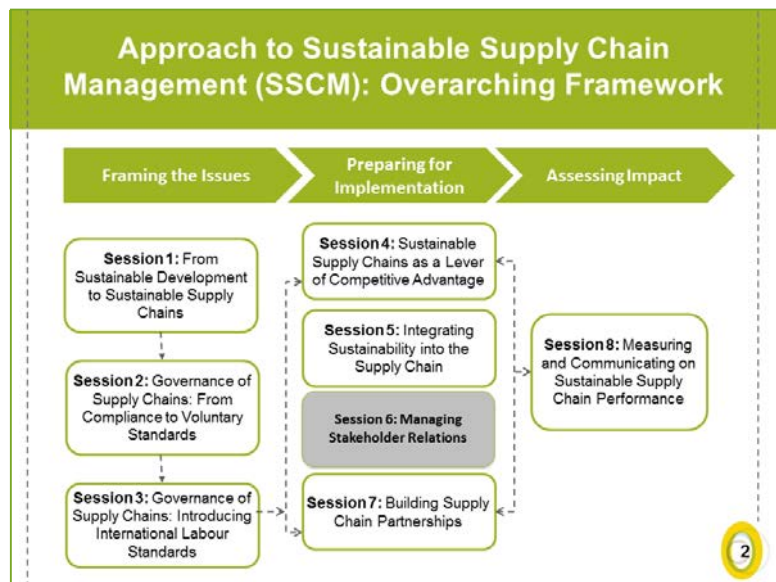 Approach to Sustainable Supply Chain
Management (SSCM): Overarching Framework
Framing the Issues
Preparing for
Implementation
Assessing Impact
Session 1: From
Sustainable Development
to Sustainable Supply
Chains
Session 2: Governance of
Supply Chains: From
Compliance to Voluntary
Standards
Session 3: Governance of
Supply Chains: Introducing
International Labour
Standards
Session 4: Sustainable
Supply Chains as a Lever
of Competitive Advantage
Session 5: Integrating
Sustainability into the
Supply Chain
Session 6: Managing
Stakeholder Relations
Session 7: Building Supply
Chain Partnerships
Session 8: Measuring
and Communicating on
Sustainable Supply
Chain Performance
2